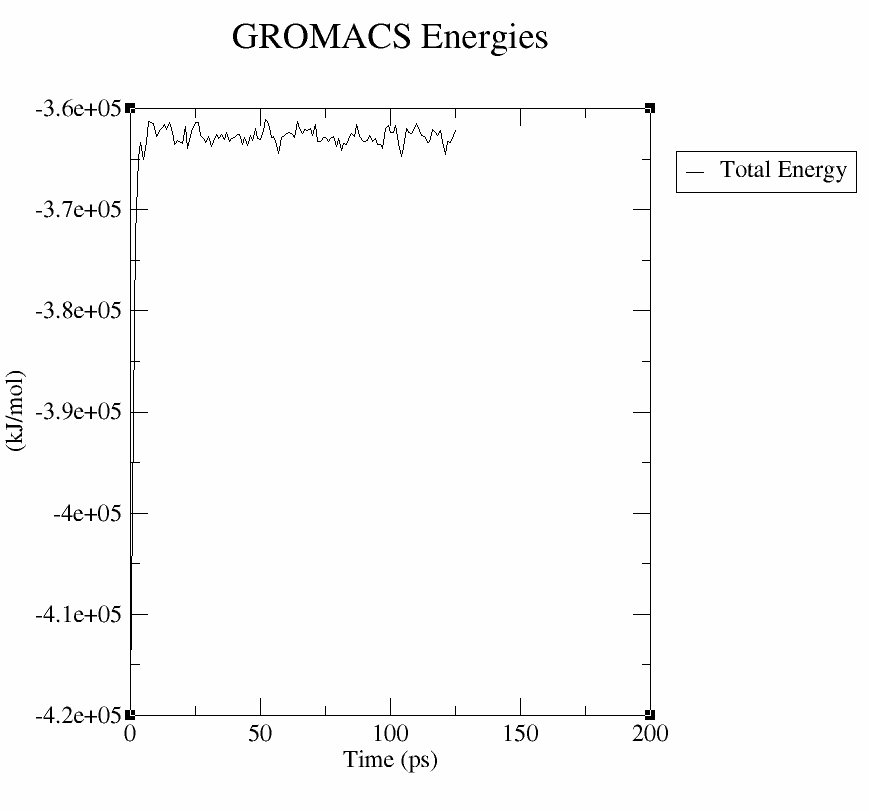 GROMACS Energies
-3.6e+05
-3.7e+05
-3.8e+05
-3.9e+05
-4e+05
-4.1e+05
-4.2e+05
(kJ/mol)
0 50 100 150 200
Time (ps)
Total Energy